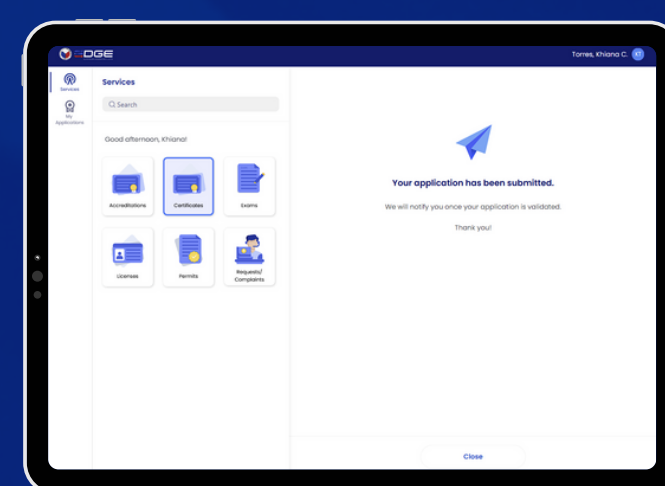 EDGE
Torres, Khiana C.
KT
Services
My
Applications
Services
Search
Good afternoon, Khiana!
Accreditations
Certificates
Exams
Licenses
Permits
Requests/
Complaints
Your application has been submitted.
We will notify you once your application is validated.
Thank you!
Close